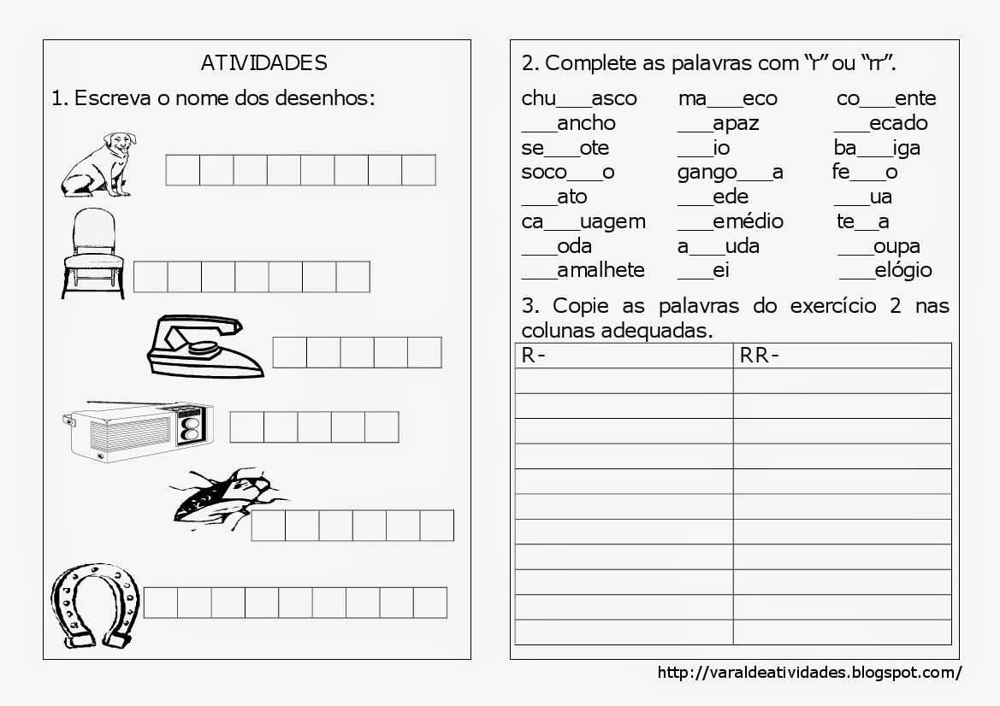 ATIVIDADES
1. Escreva o nome dos desenhos:
2. Complete as palavras com “r” ou “rr”.
chu___asco ma___eco co___ente
___ancho ___apaz ___ecado
se___ote ___io ba___iga
soco___o gango___a fe___o
___ato ___ede ___ua
ca___uagem ___emédio te__a
___oda a___uda ___oupa
___amalhete ___ei ___elógio
3. Copie as palavras do exercício 2 nas
colunas adequadas.
R- RR-
http://varaldeatividades.blogspot.com/